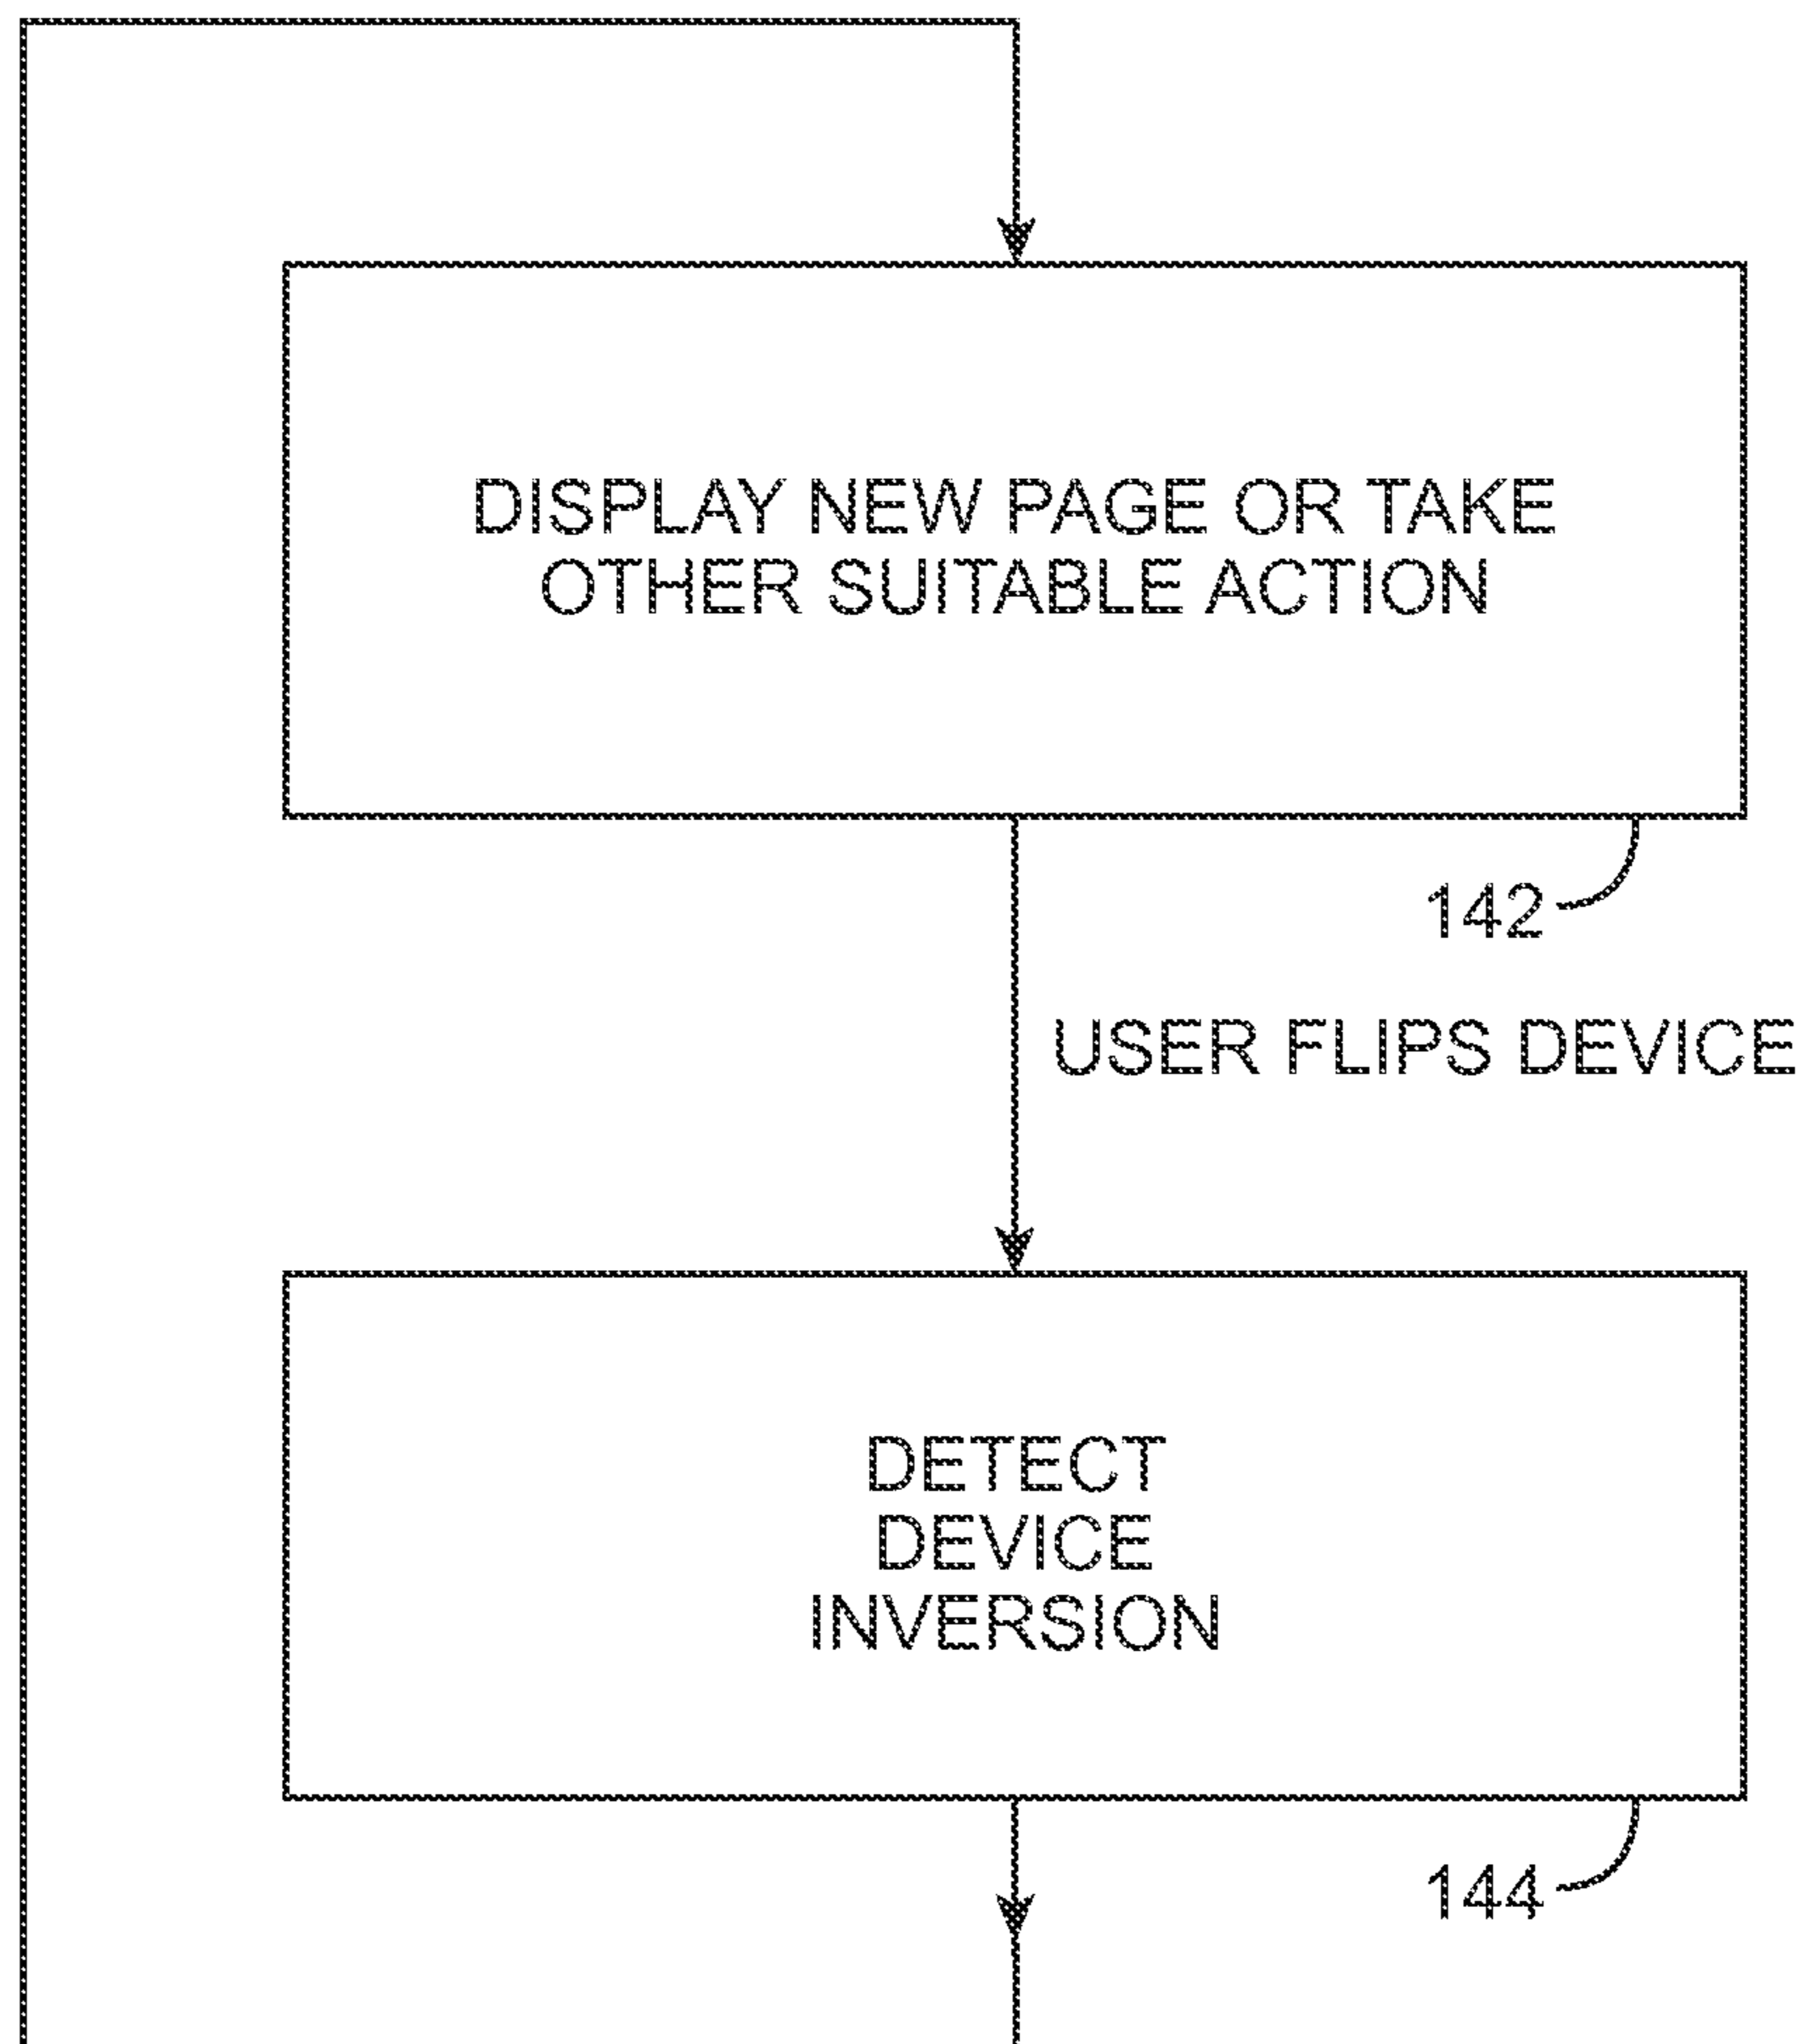 DISPLAY NEW PAGE OR TAKE
OTHER SUITABLE ACTION
142
USER FLIPS DEVICE
DETECT
DEVICE
INVERSION
144